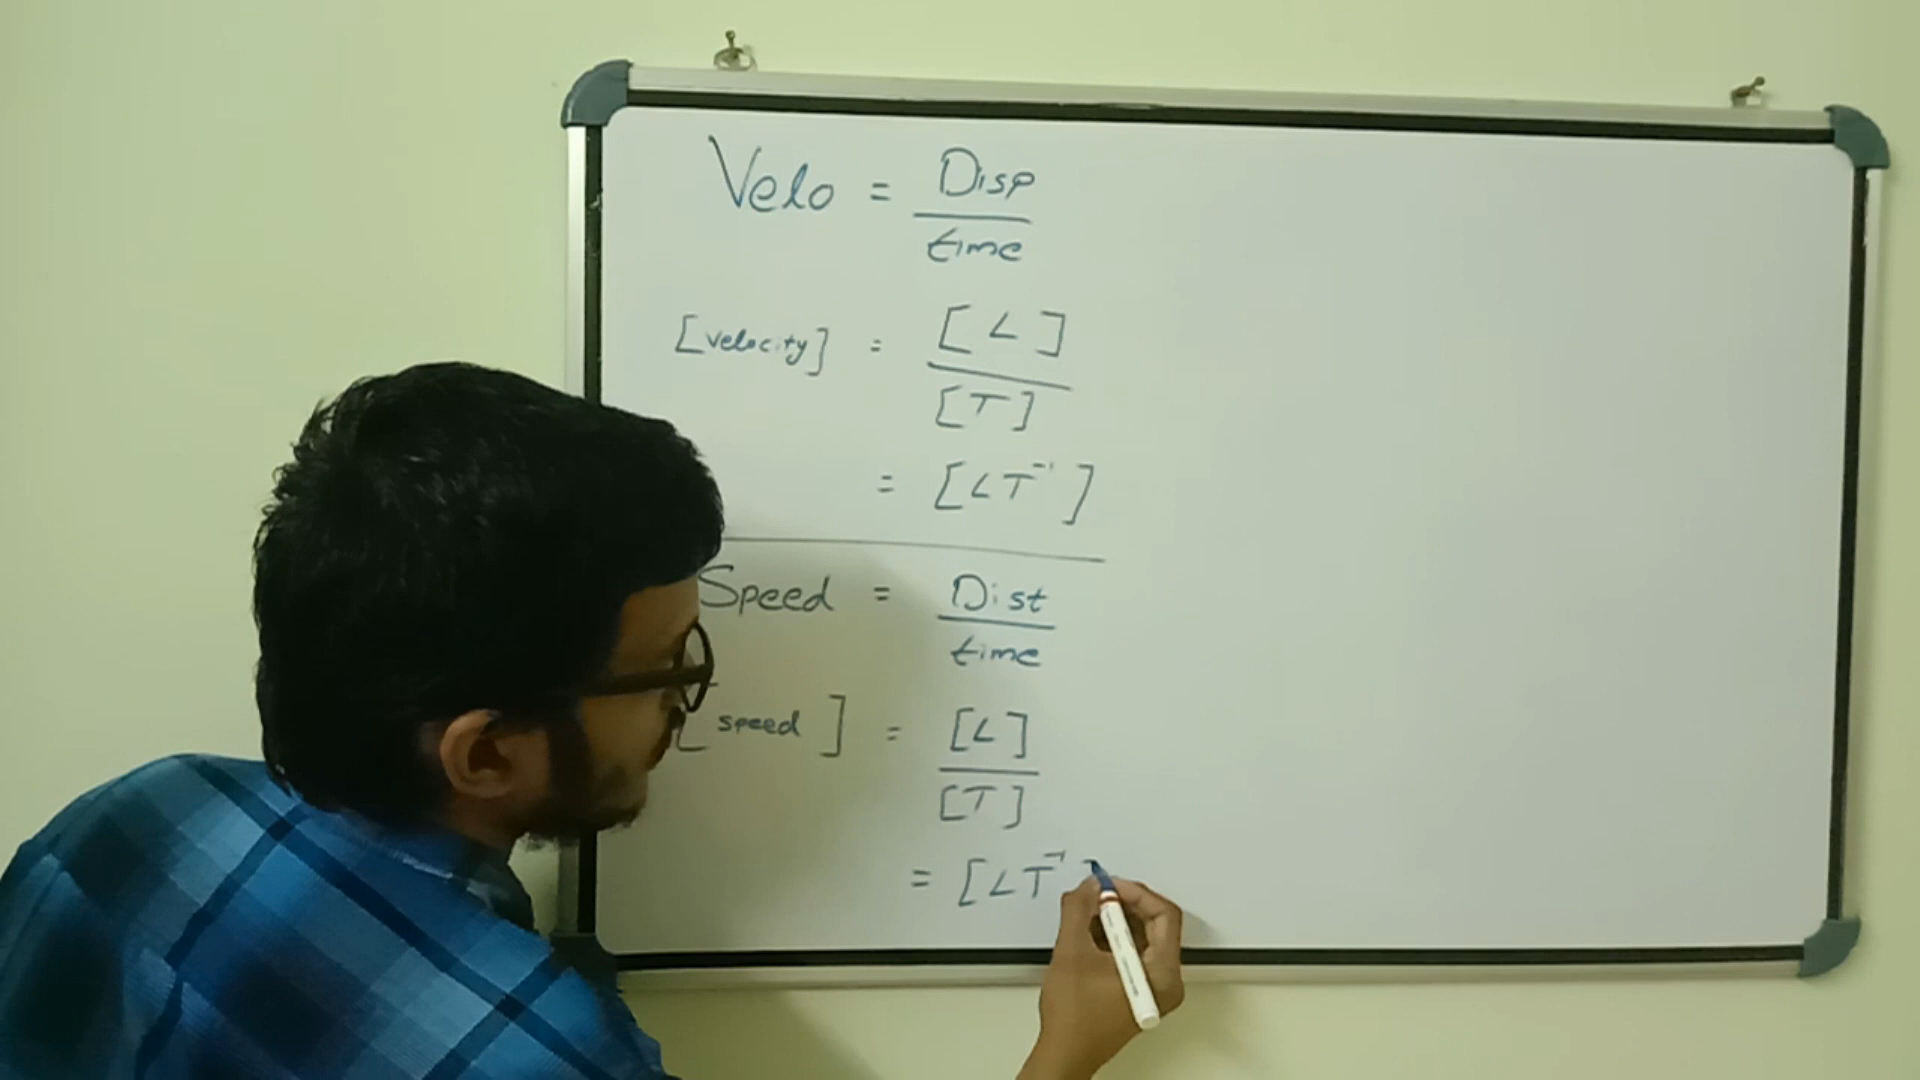 Velo = Disp
time
[velocity] = [L]
[T]
= [LT⁻¹]
Speed = Dist
time
[speed] = [L]
[T]
= [LT⁻¹